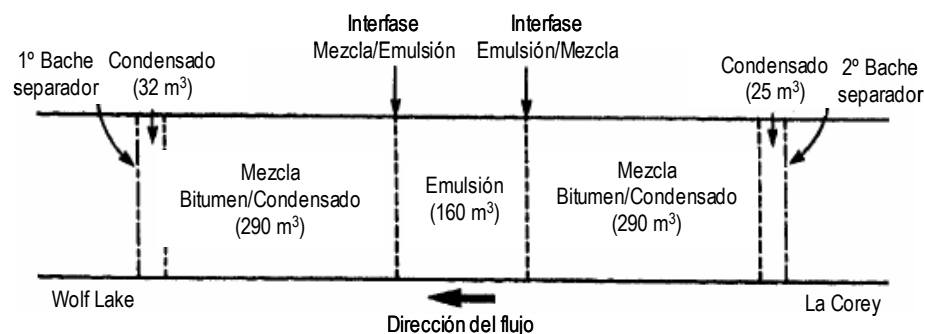 Interfase
Mezcla/Emulsión
Interfase
Emulsión/Mezcla
1º Bache
separador
Condensado
(32 m³)
Condensado
(25 m³)
2º Bache
separador
Mezcla
Bitumen/Condensado
(290 m³)
Emulsión
(160 m³)
Mezcla
Bitumen/Condensado
(290 m³)
Wolf Lake
La Corey
Dirección del flujo